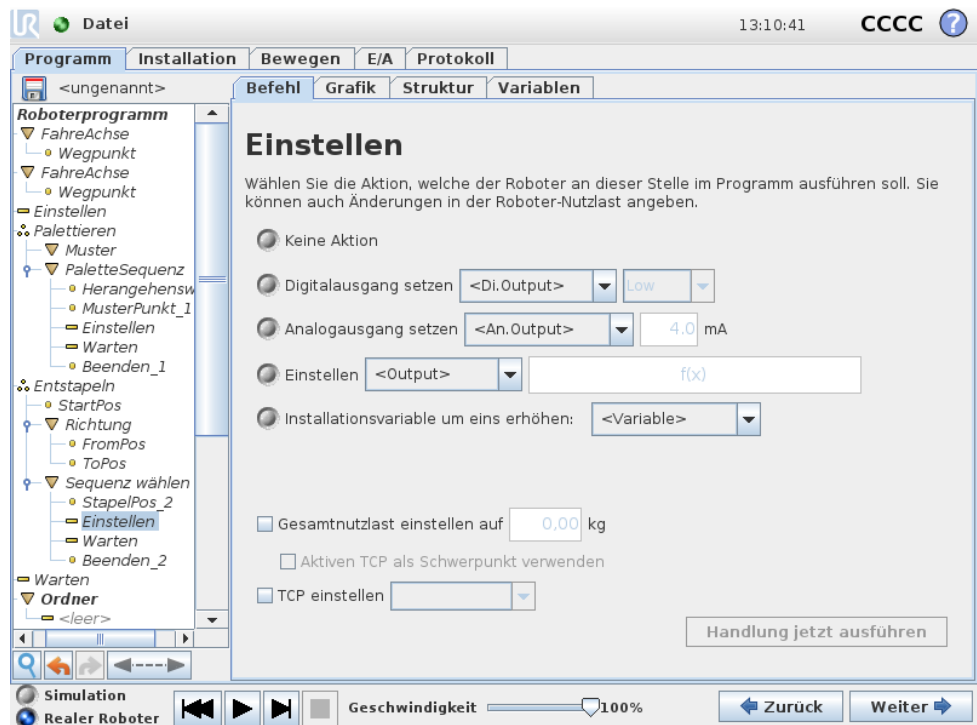 UR Datei 13:10:41 CCCC ?
Programm Installation Bewegen E/A Protokoll
<ungenannt>
Befehl Grafik Struktur Variablen
Roboterprogramm
FahreAchse
Wegpunkt
FahreAchse
Wegpunkt
Einstellen
Palettieren
Muster
PaletteSequenz
Herangehensw
MusterPunkt_1
Einstellen
Warten
Beenden_1
Entstapeln
StartPos
Richtung
FromPos
ToPos
Sequenz wählen
StapelPos_2
Einstellen
Warten
Beenden_2
Warten
Ordner
<leer>
Einstellen
Wählen Sie die Aktion, welche der Roboter an dieser Stelle im Programm ausführen soll. Sie
können auch Änderungen in der Roboter-Nutzlast angeben.
Keine Aktion
Digitalausgang setzen <Di.Output> Low
Analogausgang setzen <An.Output> 4.0 mA
Einstellen <Output> f(x)
Installationsvariable um eins erhöhen: <Variable>
Gesamtnutzlast einstellen auf 0,00 kg
Aktiven TCP als Schwerpunkt verwenden
TCP einstellen
Handlung jetzt ausführen
Simulation
Realer Roboter
Geschwindigkeit 100%
Zurück Weiter